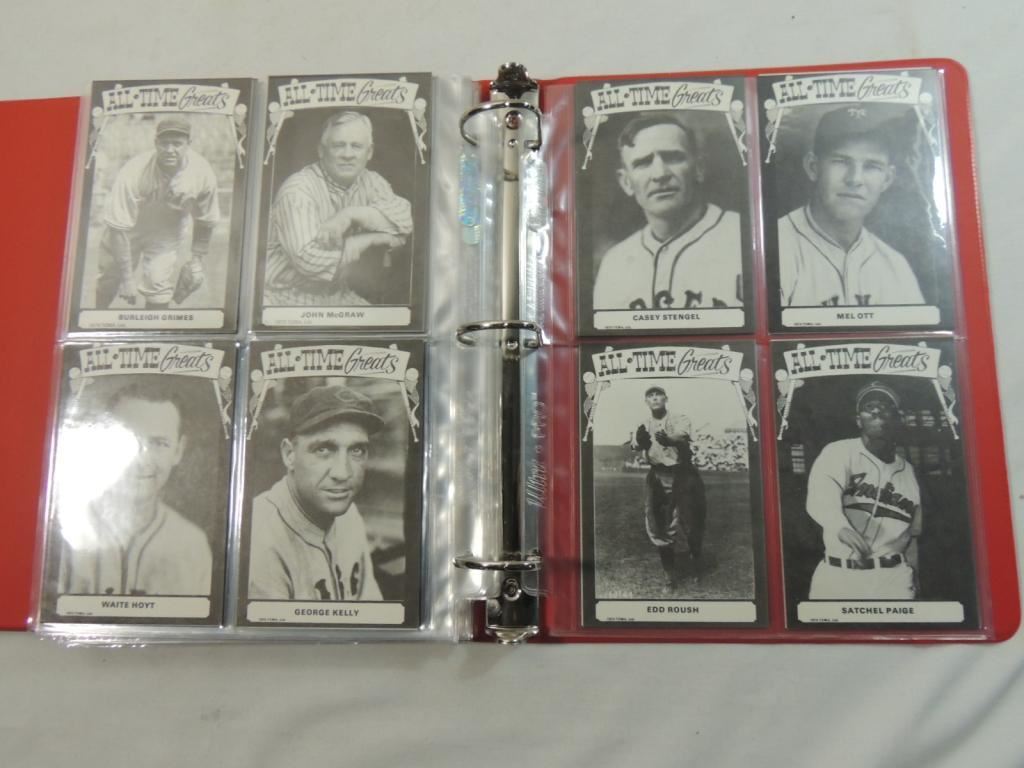 ALL-TIME Greats
BURLEIGH GRIMES
ALL-TIME Greats
JOHN McGRAW
ALL-TIME Greats
WAITE HOYT
ALL-TIME Greats
GEORGE KELLY
ALL-TIME Greats
CASEY STENGEL
ALL-TIME Greats
MEL OTT
ALL-TIME Greats
EDD ROUSH
ALL-TIME Greats
Indians
SATCHEL PAIGE